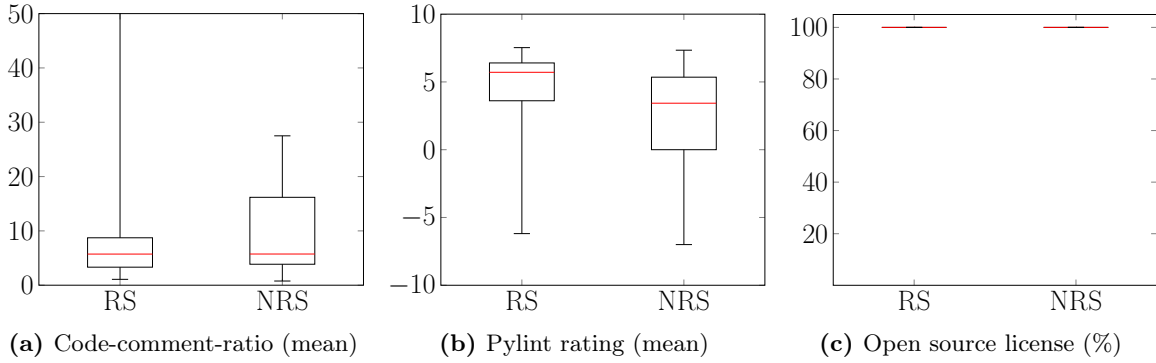 50
40
30
20
10
0
RS
NRS
(a) Code-comment-ratio (mean)
10
5
0
−5
−10
RS
NRS
(b) Pylint rating (mean)
100
80
60
40
20
RS
NRS
(c) Open source license (%)